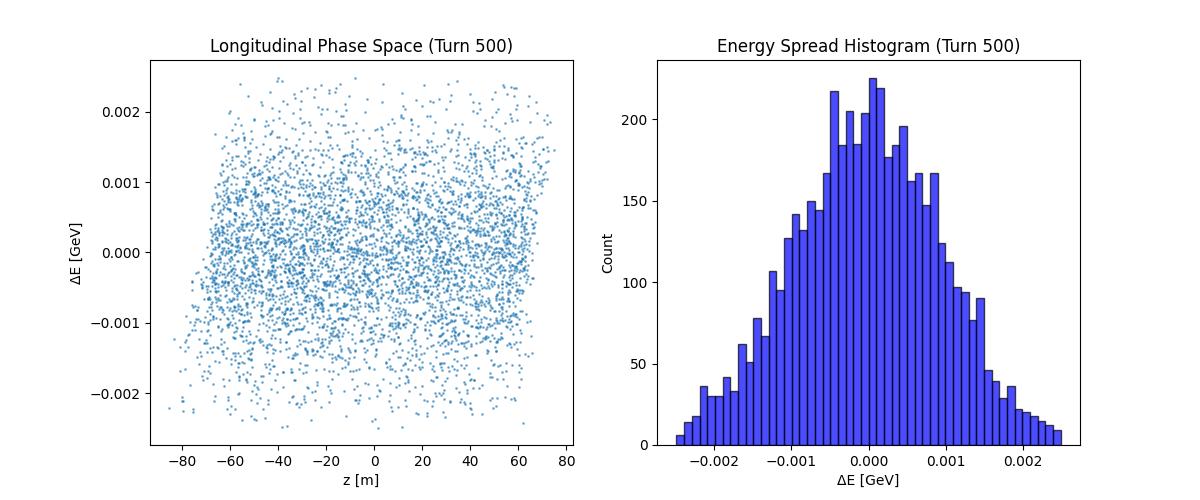 Longitudinal Phase Space (Turn 500)
0.002
0.001
0.000
−0.001
−0.002
ΔE [GeV]
−80 −60 −40 −20 0 20 40 60 80
z [m]
Energy Spread Histogram (Turn 500)
200
150
100
50
0
Count
−0.002 −0.001 0.000 0.001 0.002
ΔE [GeV]